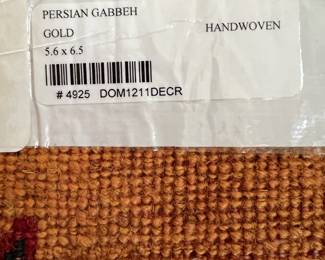 PERSIAN GABBEH
GOLD HANDWOVEN
5.6 x 6.5
# 4925 DOM1211DECR